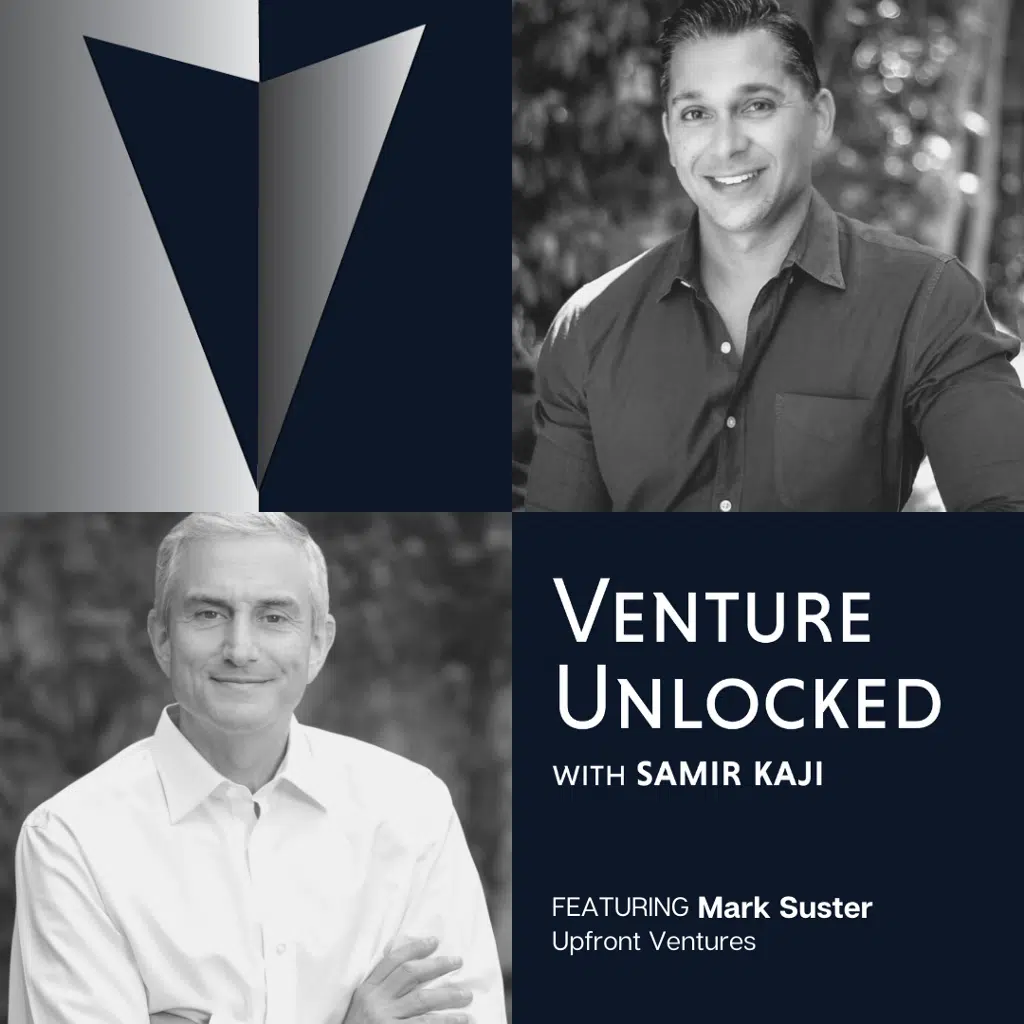 VENTURE
UNLOCKED
WITH SAMIR KAJI
FEATURING Mark Suster
Upfront Ventures